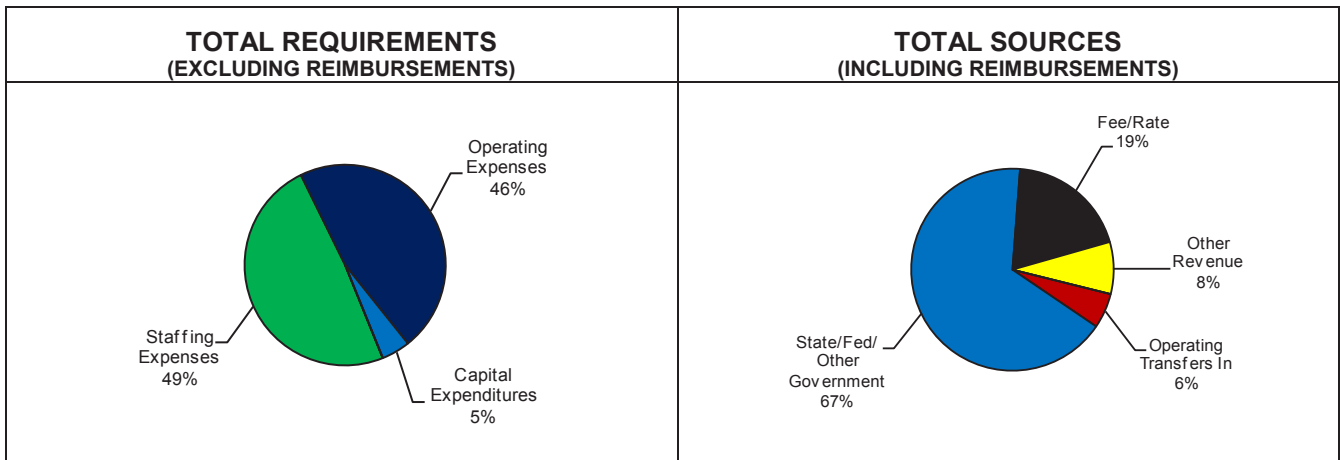 TOTAL REQUIREMENTS
(EXCLUDING REIMBURSEMENTS)
Operating
Expenses
46%
Staffing
Expenses
49%
Capital
Expenditures
5%
TOTAL SOURCES
(INCLUDING REIMBURSEMENTS)
Fee/Rate
19%
Other
Revenue
8%
State/Fed/
Other
Government
67%
Operating
Transfers In
6%